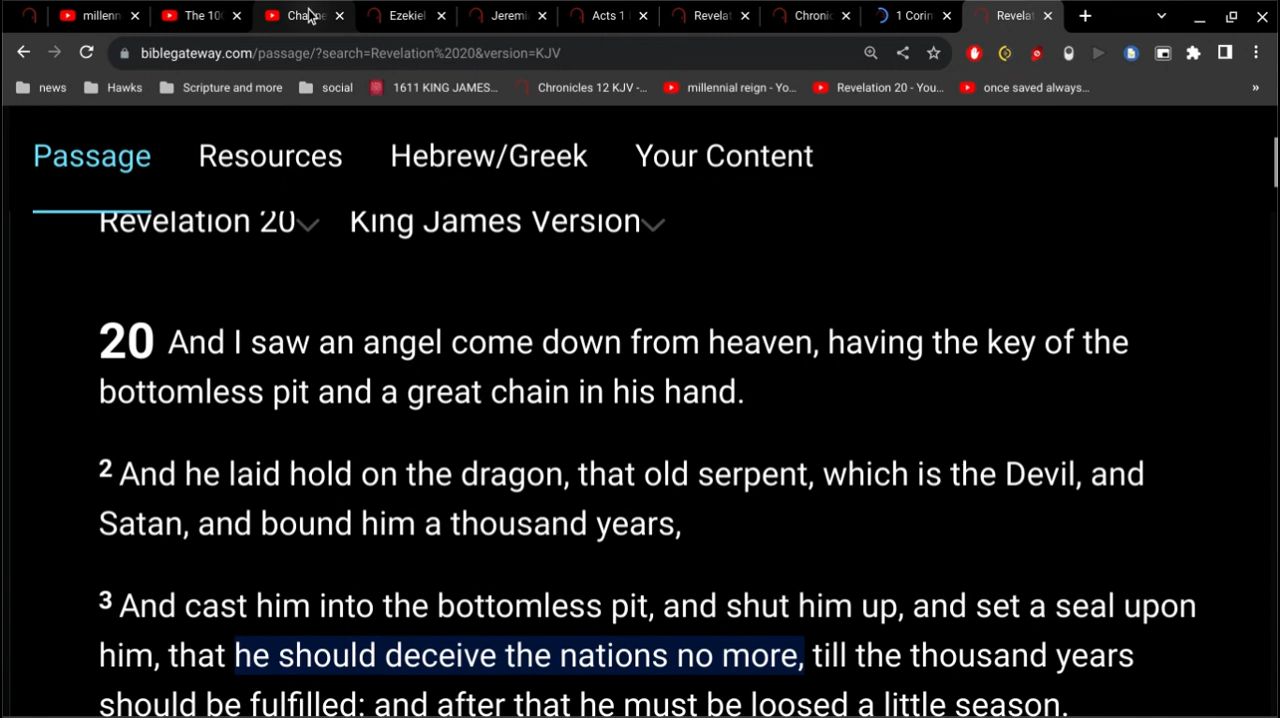 millenn The 10( Cha Ezekiel Jeremi Acts 1 Revelat Chronic 1 Corin Revelat
biblegateway.com/passage/?search=Revelation%2020&version=KJV
news Hawks Scripture and more social 1611 KING JAMES... Chronicles 12 KJV -... millennial reign - Yo... Revelation 20 - You... once saved always... »
Passage Resources Hebrew/Greek Your Content
Revelation 20 King James Version
20 And I saw an angel come down from heaven, having the key of the
bottomless pit and a great chain in his hand.
2 And he laid hold on the dragon, that old serpent, which is the Devil, and
Satan, and bound him a thousand years,
3 And cast him into the bottomless pit, and shut him up, and set a seal upon
him, that he should deceive the nations no more, till the thousand years
should be fulfilled: and after that he must be loosed a little season.